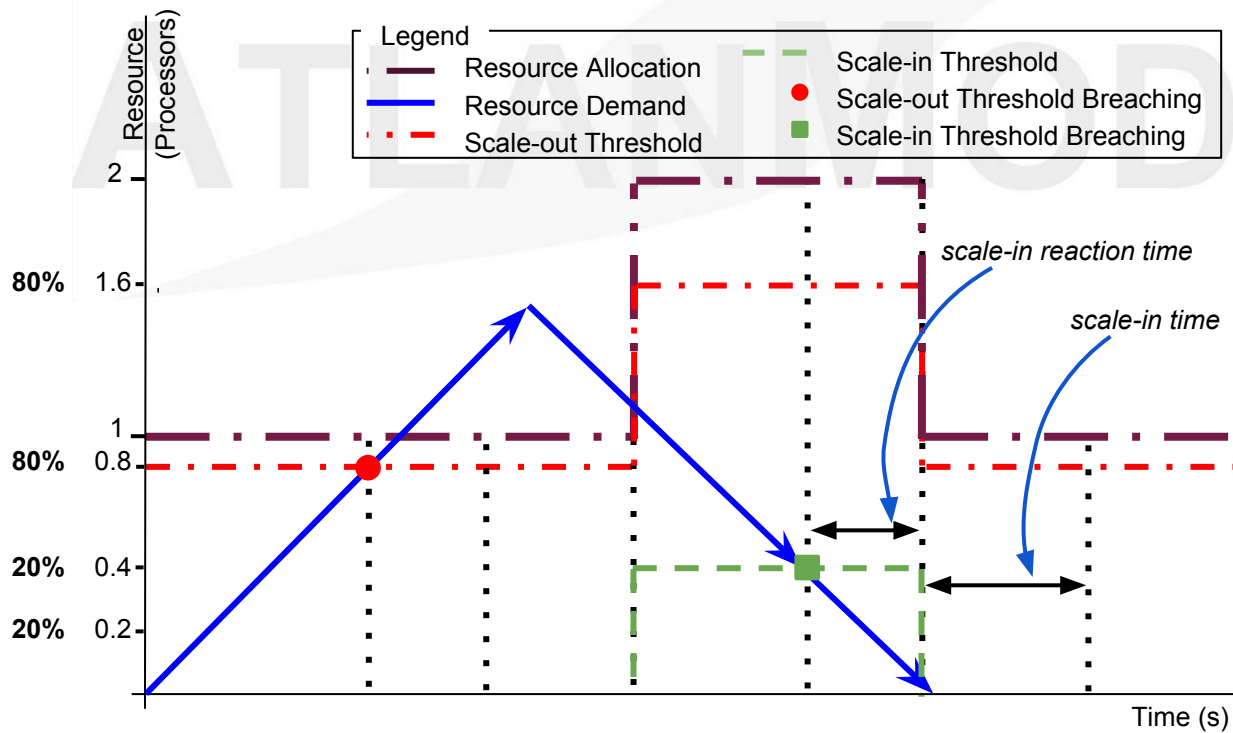 ATLANMOD
Resource
(Processors)
Legend
Resource Allocation
Resource Demand
Scale-out Threshold
Scale-in Threshold
Scale-out Threshold Breaching
Scale-in Threshold Breaching
2
80% 1.6
1
80% 0.8
20% 0.4
20% 0.2
scale-in reaction time
scale-in time
Time (s)